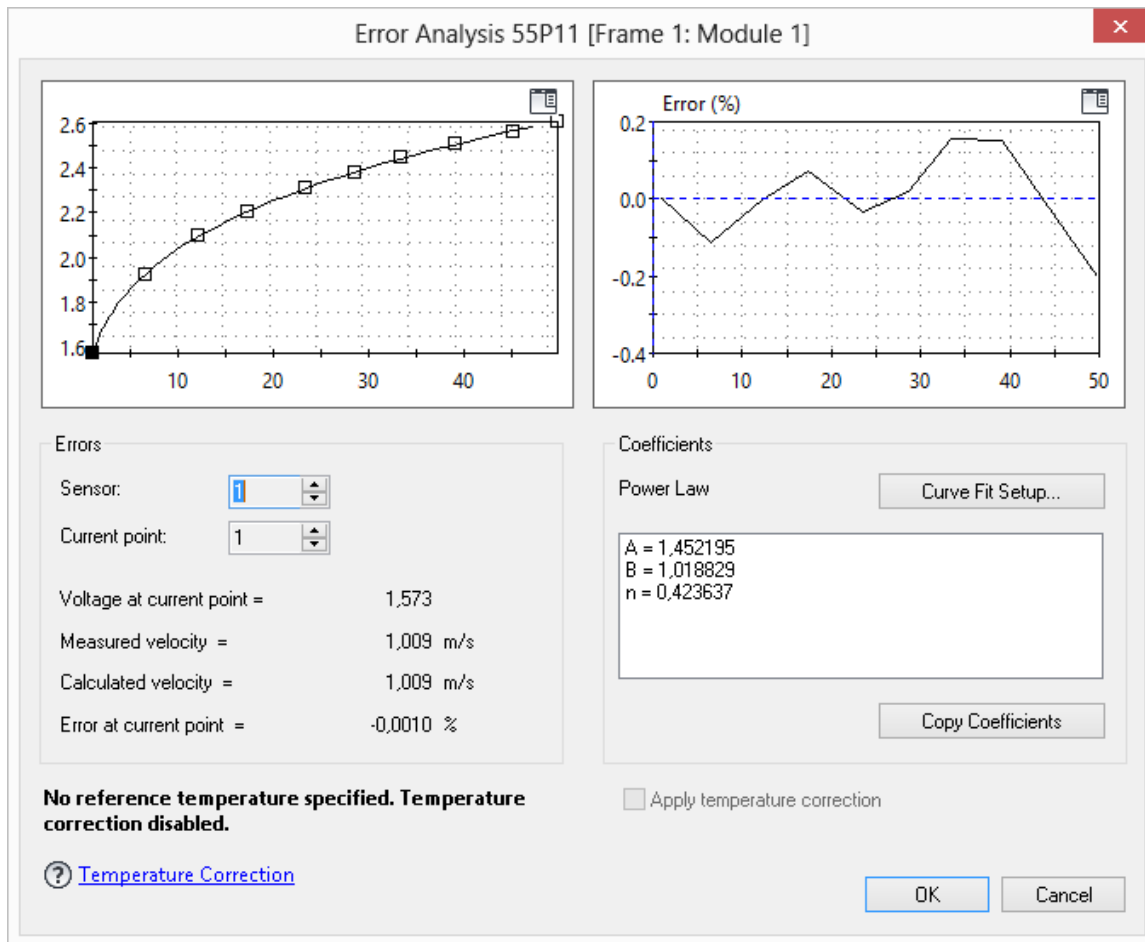 Error Analysis 55P11 [Frame 1: Module 1]
2.6
2.4
2.2
2.0
1.8
1.6
10 20 30 40
Error (%)
0.2
0.0
-0.2
-0.4
0 10 20 30 40 50
Errors
Sensor: 1
Current point: 1
Voltage at current point = 1,573
Measured velocity = 1,009 m/s
Calculated velocity = 1,009 m/s
Error at current point = -0,0010 %
Coefficients
Power Law Curve Fit Setup...
A = 1,452195
B = 1,018829
n = 0,423637
Copy Coefficients
No reference temperature specified. Temperature
correction disabled.
Apply temperature correction
? Temperature Correction
OK Cancel